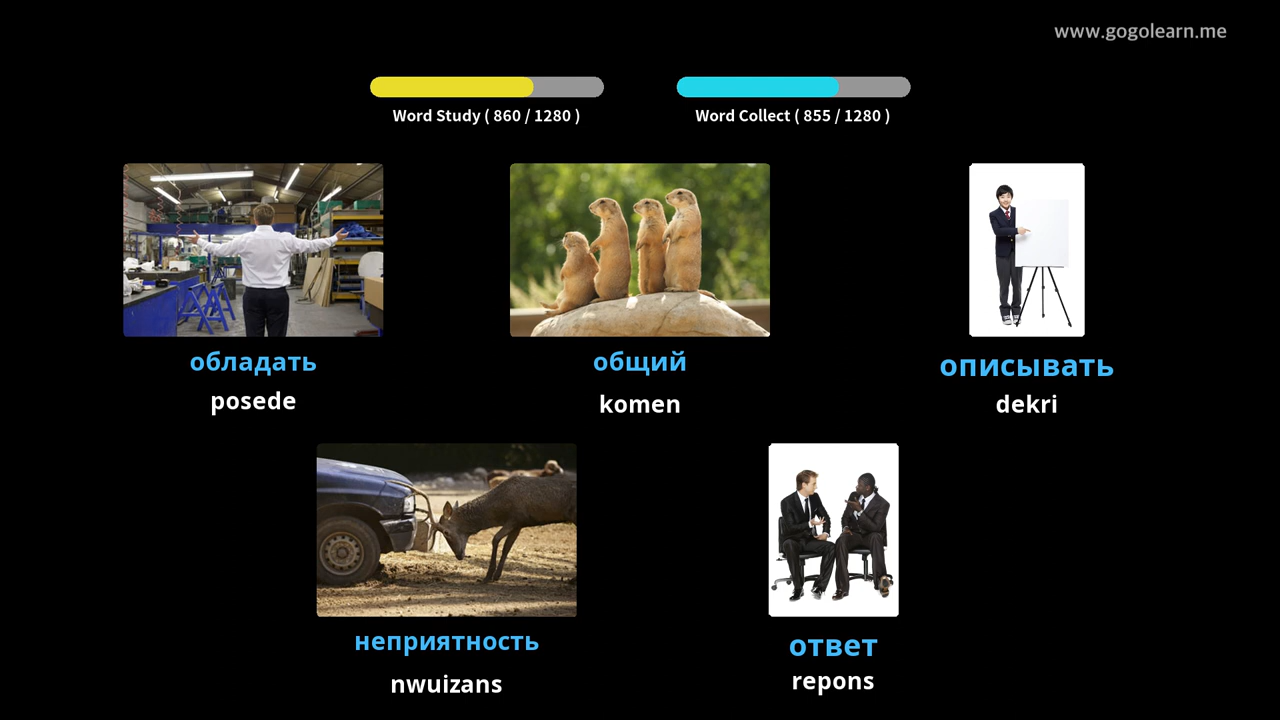 www.gogolearn.me
Word Study ( 860 / 1280 )
Word Collect ( 855 / 1280 )
обладать
posede
общий
komen
описывать
dekri
неприятность
nwuizans
ответ
repons